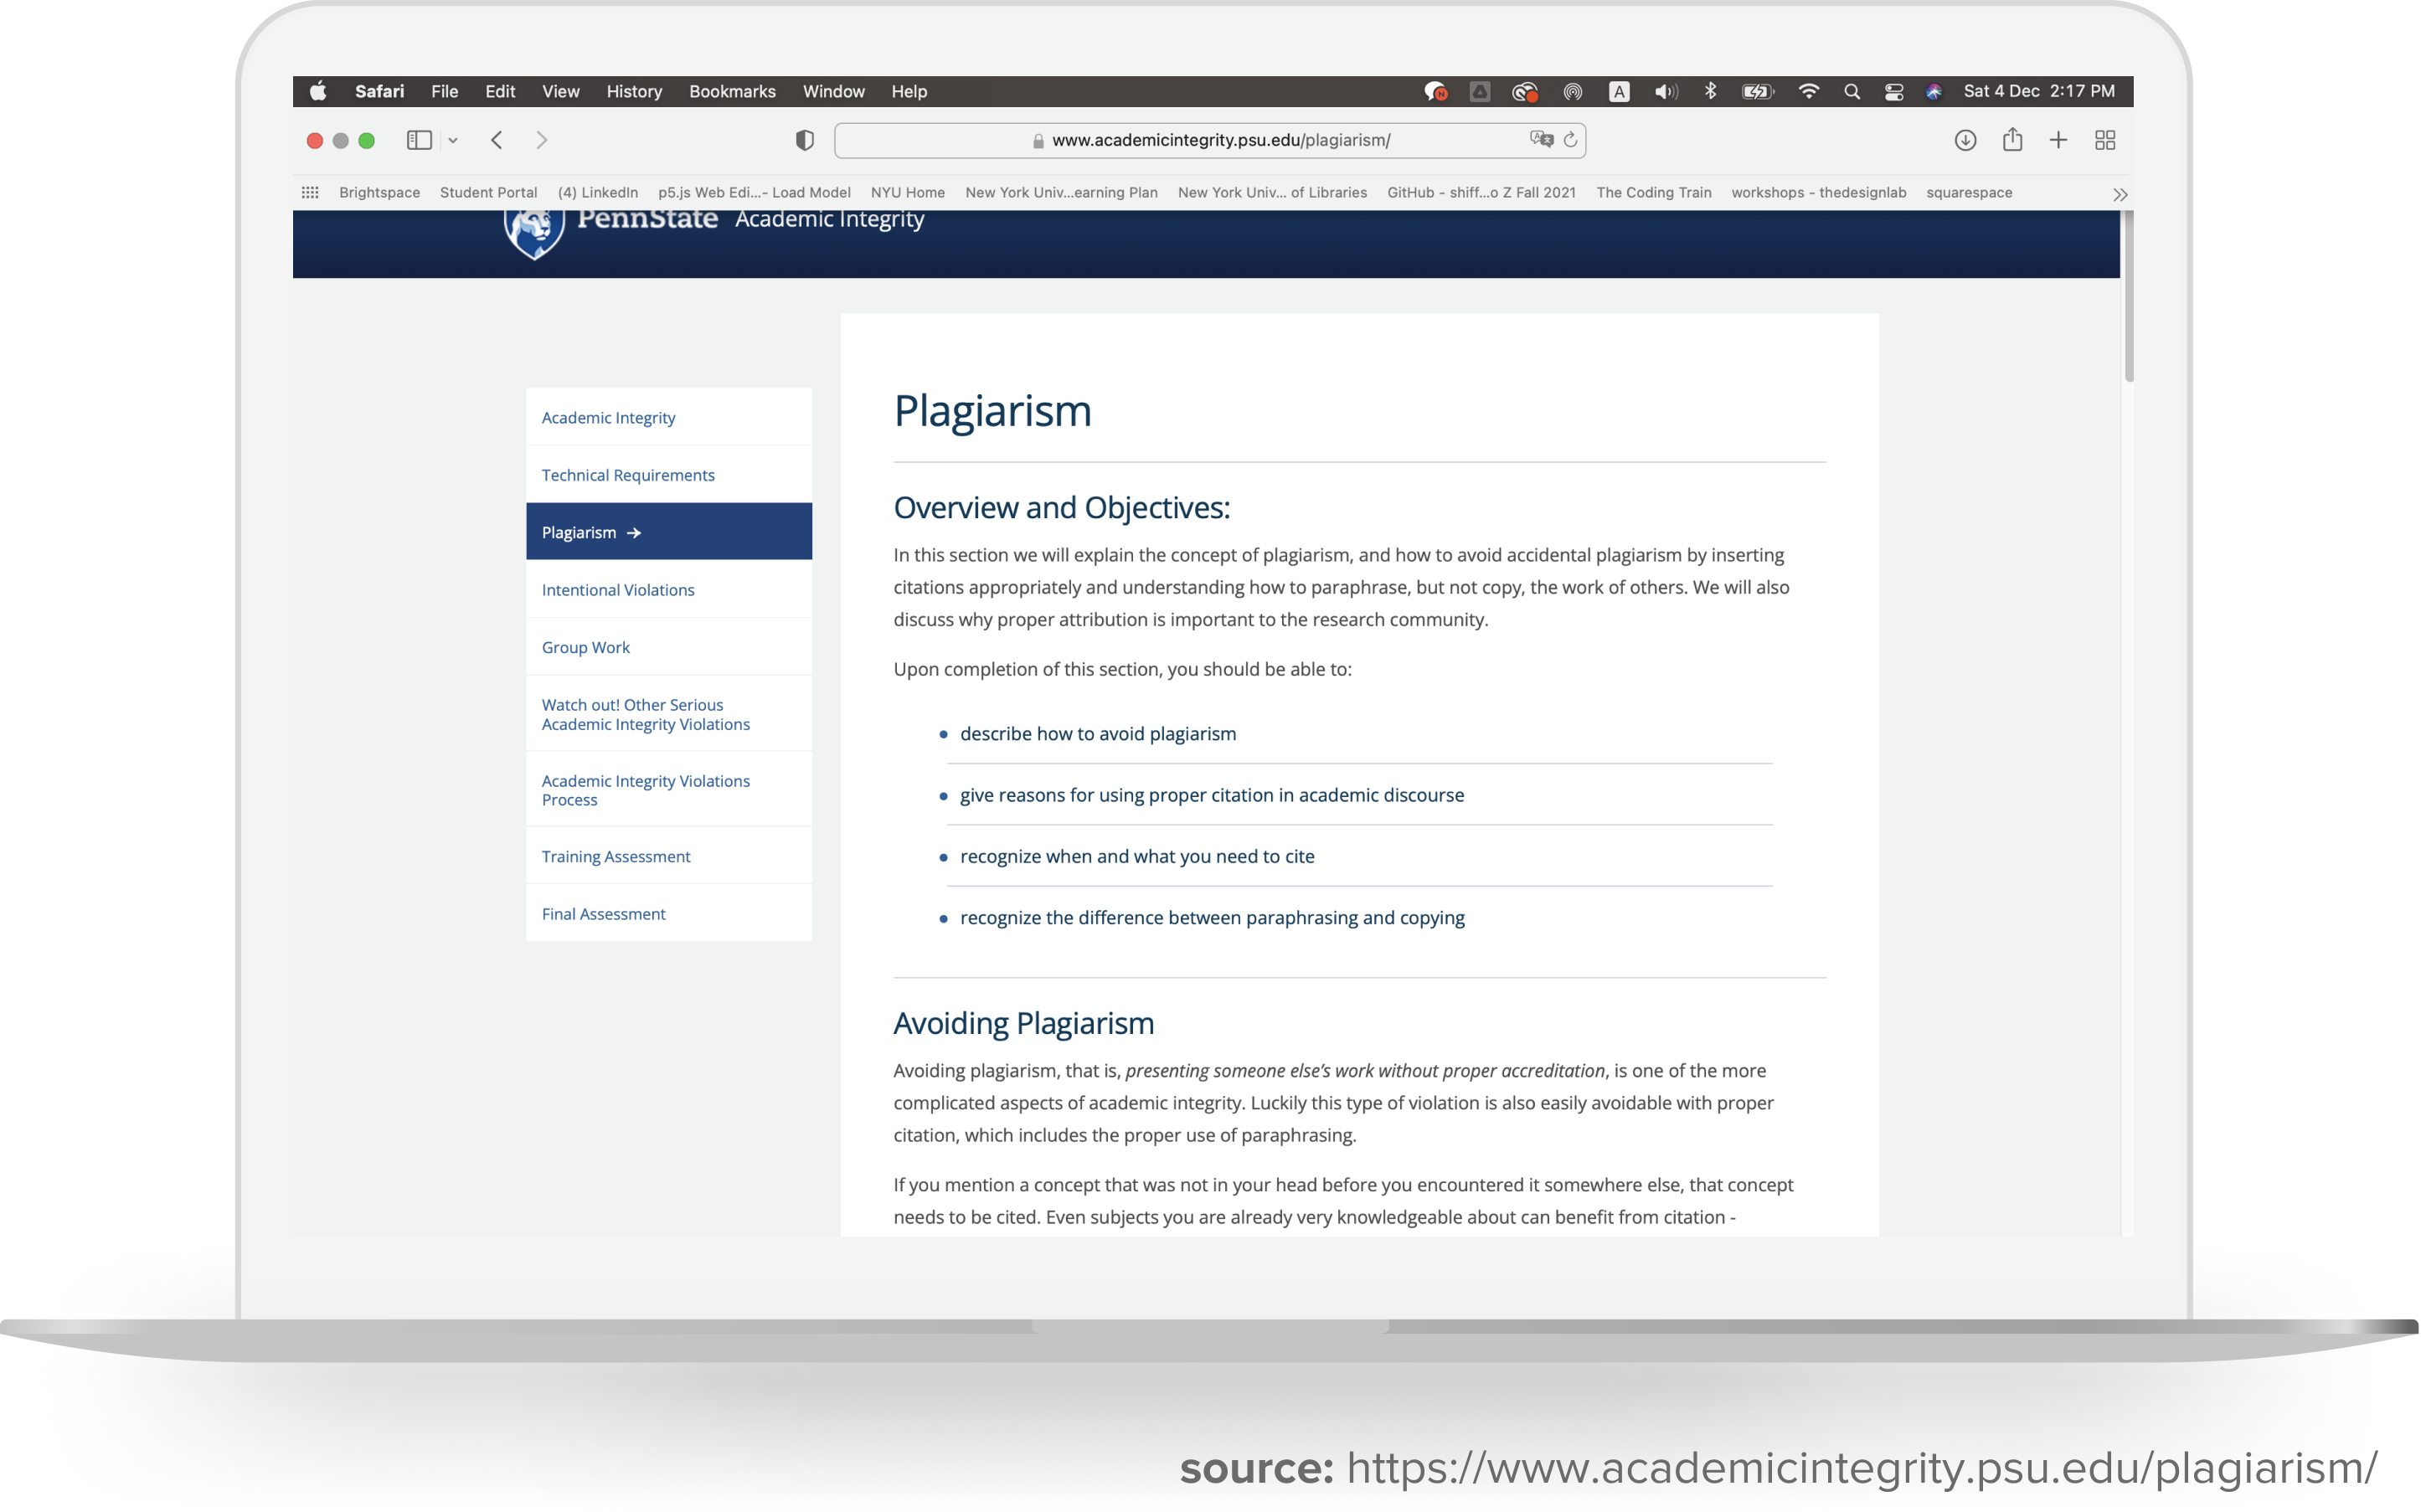 Safari File Edit View History Bookmarks Window Help A Sat 4 Dec 2:17 PM
www.academicintegrity.psu.edu/plagiarism/
Brightspace Student Portal (4) LinkedIn p5.js Web Edi...- Load Model NYU Home New York Univ...earning Plan New York Univ... of Libraries GitHub - shiff...o Z Fall 2021 The Coding Train workshops - thedesignlab squarespace
PennState Academic Integrity
Academic Integrity
Technical Requirements
Plagiarism →
Intentional Violations
Group Work
Watch out! Other Serious
Academic Integrity Violations
Academic Integrity Violations
Process
Training Assessment
Final Assessment
Plagiarism
Overview and Objectives:
In this section we will explain the concept of plagiarism, and how to avoid accidental plagiarism by inserting
citations appropriately and understanding how to paraphrase, but not copy, the work of others. We will also
discuss why proper attribution is important to the research community.
Upon completion of this section, you should be able to:
• describe how to avoid plagiarism
• give reasons for using proper citation in academic discourse
• recognize when and what you need to cite
• recognize the difference between paraphrasing and copying
Avoiding Plagiarism
Avoiding plagiarism, that is, presenting someone else's work without proper accreditation, is one of the more
complicated aspects of academic integrity. Luckily this type of violation is also easily avoidable with proper
citation, which includes the proper use of paraphrasing.
If you mention a concept that was not in your head before you encountered it somewhere else, that concept
needs to be cited. Even subjects you are already very knowledgeable about can benefit from citation -
source: https://www.academicintegrity.psu.edu/plagiarism/